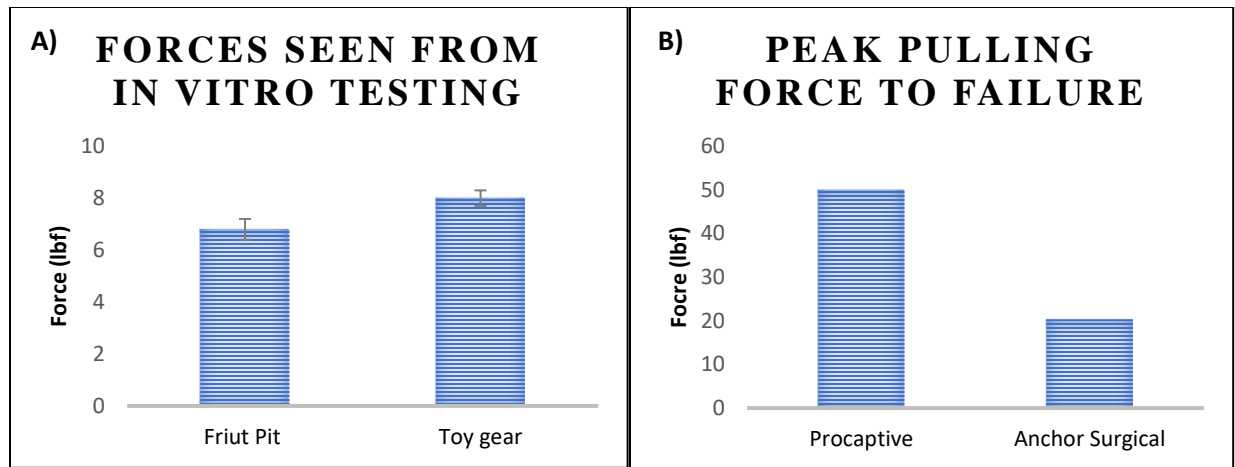 A)
FORCES SEEN FROM
IN VITRO TESTING
10
8
6
4
2
0
Force (lbf)
Friut Pit
Toy gear
B)
PEAK PULLING
FORCE TO FAILURE
60
50
40
30
20
10
0
Focre (lbf)
Procaptive
Anchor Surgical